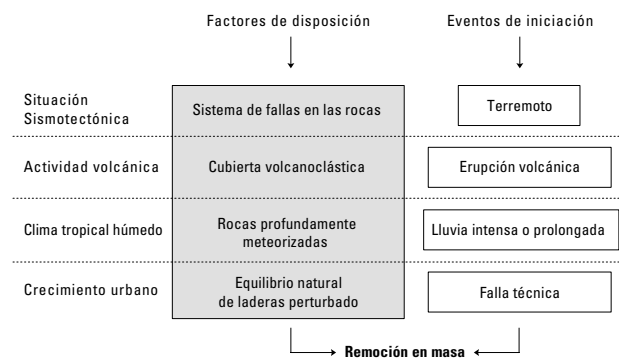 Factores de disposición
Eventos de iniciación
Situación
Sismotectónica
Sistema de fallas en las rocas
Terremoto
Actividad volcánica
Cubierta volcanoclástica
Erupción volcánica
Clima tropical húmedo
Rocas profundamente
meteorizadas
Lluvia intensa o prolongada
Crecimiento urbano
Equilibrio natural
de laderas perturbado
Falla técnica
Remoción en masa